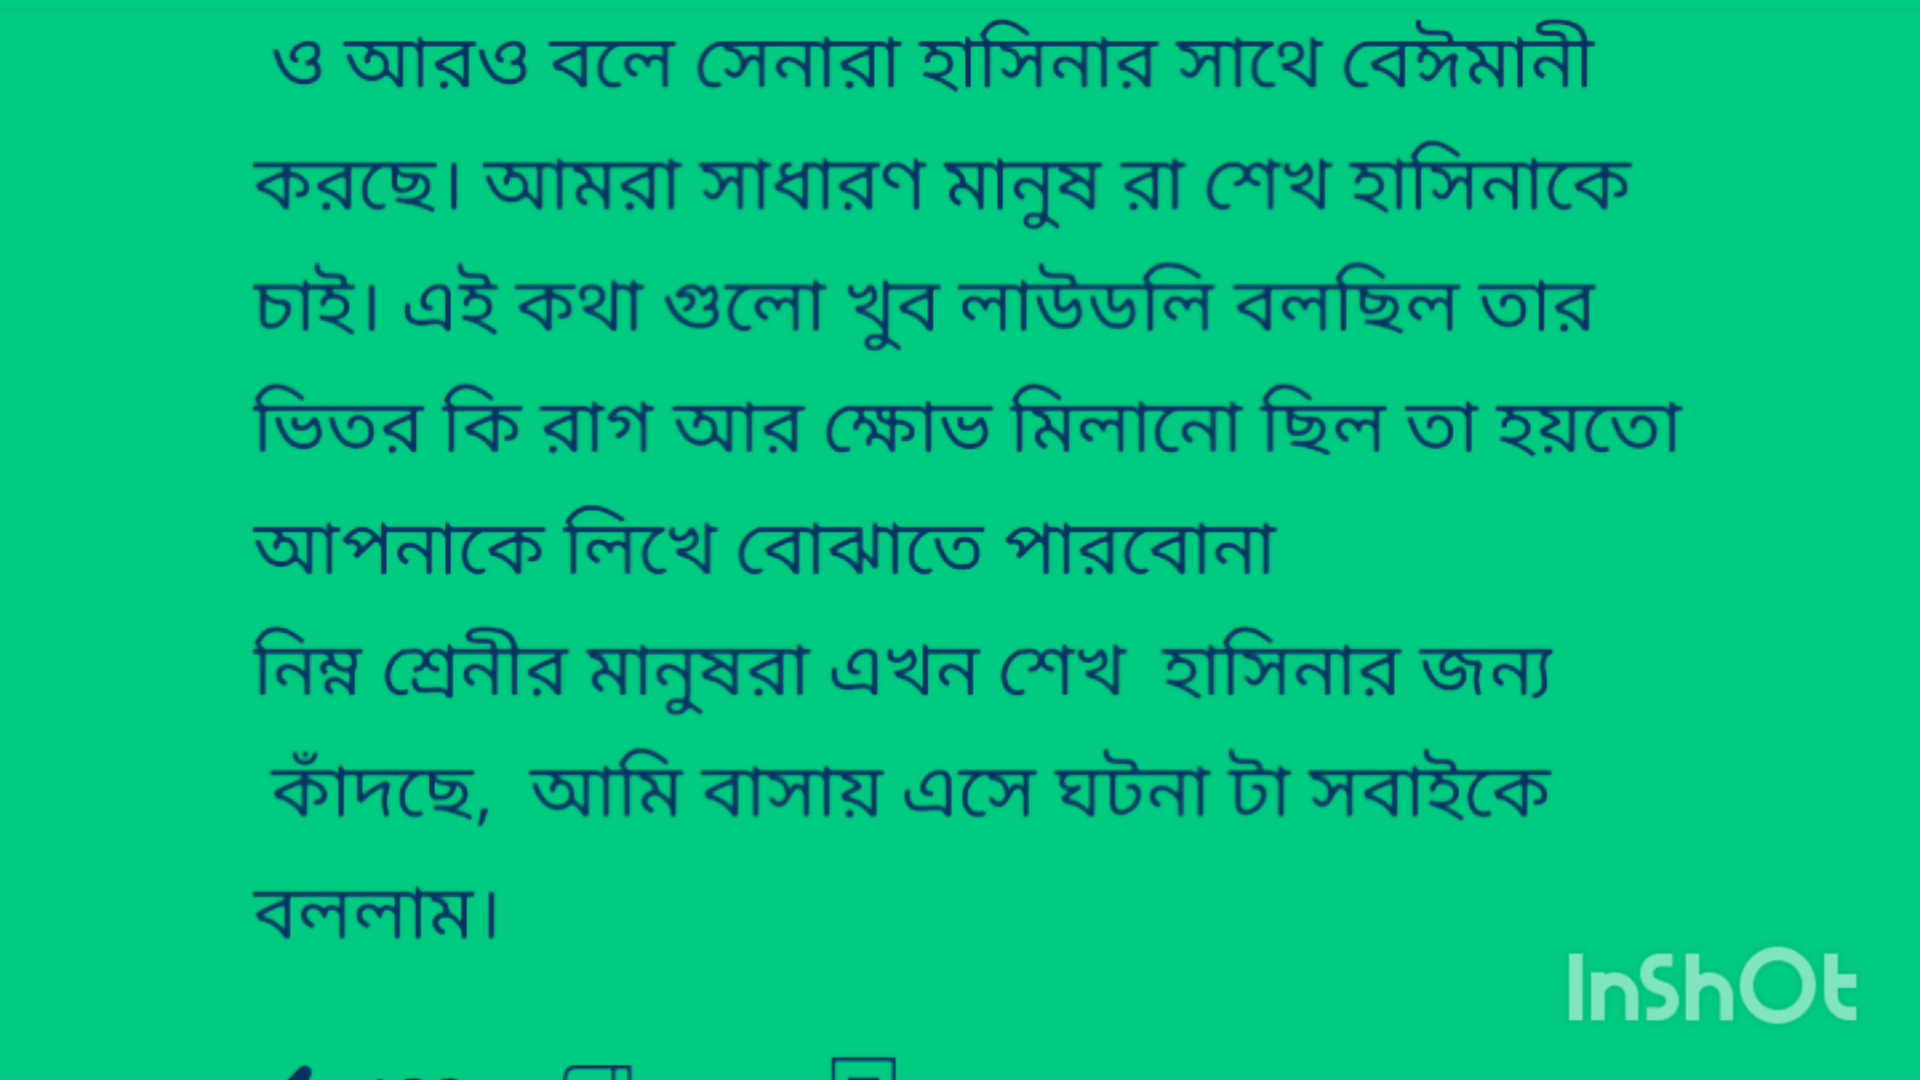 ও আরও বলে সেনারা হাসিনার সাথে বেঈমানী
করছে। আমরা সাধারণ মানুষ রা শেখ হাসিনাকে
চাই। এই কথা গুলো খুব লাউডলি বলছিল তার
ভিতর কি রাগ আর ক্ষোভ মিলানো ছিল তা হয়তো
আপনাকে লিখে বোঝাতে পারবোনা
নিম্ন শ্রেনীর মানুষরা এখন শেখ হাসিনার জন্য
কাঁদছে, আমি বাসায় এসে ঘটনা টা সবাইকে
বললাম।
InShOt